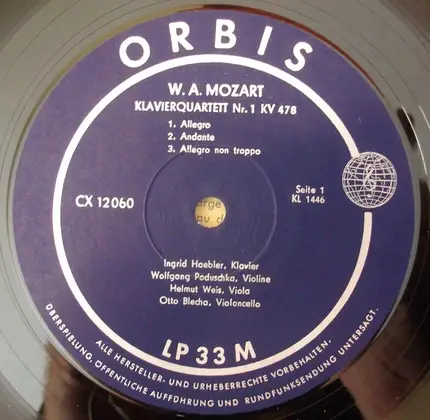 ORBIS
W. A. MOZART
KLAVIERQUARTETT Nr. 1 KV 478
1. Allegro
2. Andante
3. Allegro non troppo
CX 12060
Seite 1
KL 1446
Ingrid Haebler, Klavier
Wolfgang Poduschka, Violine
Helmut Weis, Viola
Otto Blecha, Violoncello
LP 33 M
ALLE HERSTELLER- UND URHEBERRECHTE VORBEHALTEN.
ÜBERSPIELUNG, ÖFFENTLICHE AUFFÜHRUNG UND RUNDFUNKSENDUNG UNTERSAGT.